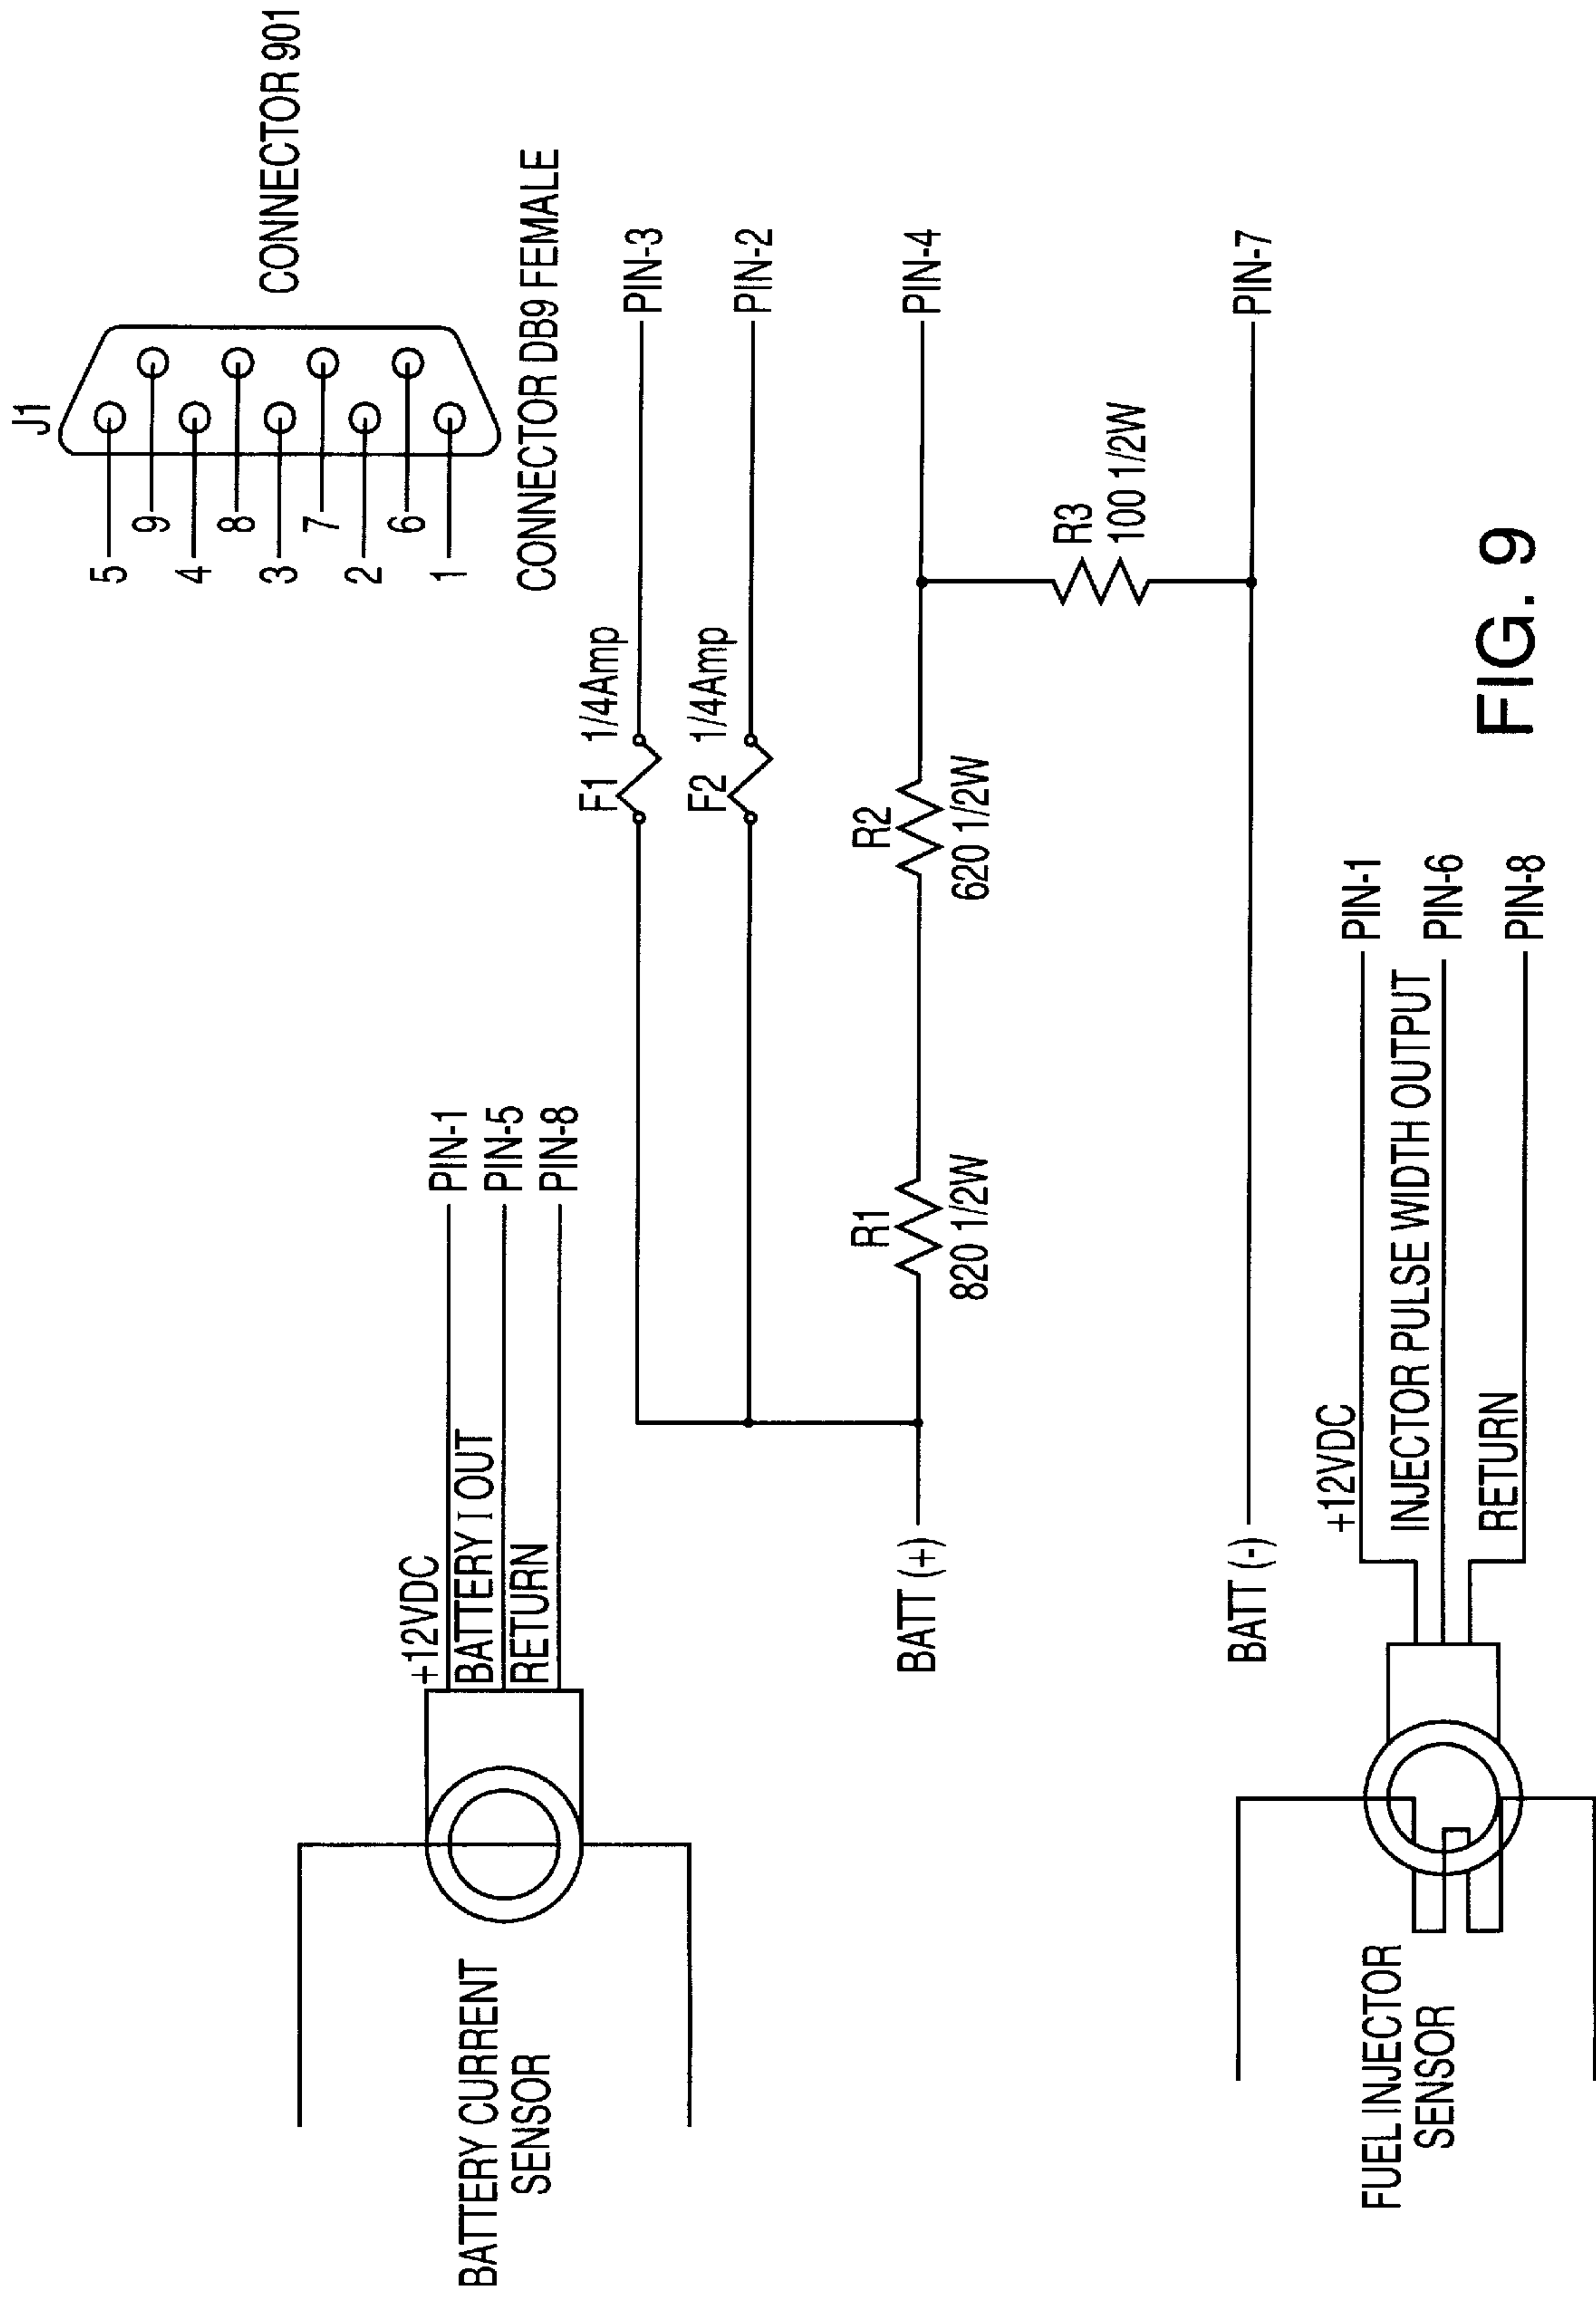 J1
5
9
4
8
3
7
2
6
1
CONNECTOR 901
CONNECTOR DB9 FEMALE
BATTERY CURRENT
SENSOR
+12VDC
BATTERY I OUT
RETURN
PIN-1
PIN-5
PIN-8
F1 1/4Amp
PIN-3
F2 1/4Amp
PIN-2
BATT (+)
R1
820 1/2W
R2
620 1/2W
PIN-4
R3
100 1/2W
BATT (-)
PIN-7
FUEL INJECTOR
SENSOR
+12VDC
INJECTOR PULSE WIDTH OUTPUT
RETURN
PIN-1
PIN-6
PIN-8
FIG. 9